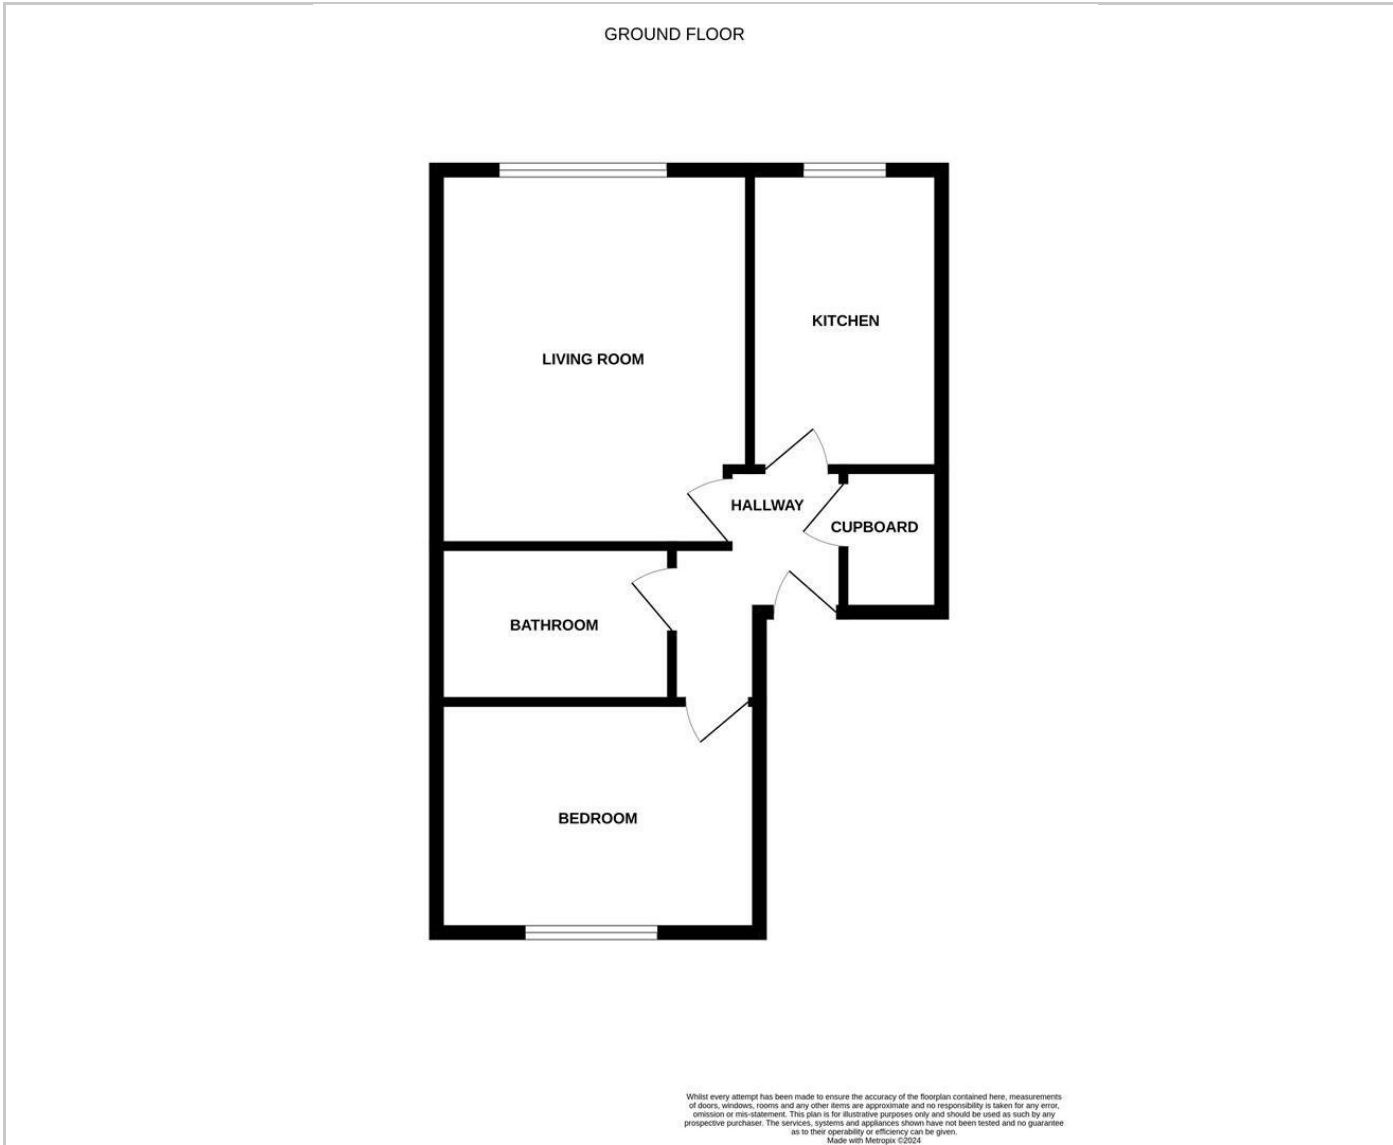 GROUND FLOOR
KITCHEN
LIVING ROOM
HALLWAY
CUPBOARD
BATHROOM
BEDROOM
Whilst every attempt has been made to ensure the accuracy of the floorplan contained here, measurements
of doors, windows, rooms and any other items are approximate and no responsibility is taken for any error,
omission or mis-statement. This plan is for illustrative purposes only and should be used as such by any
prospective purchaser. The services, systems and appliances shown have not been tested and no guarantee
as to their operability or efficiency can be given.
Made with Metropix ©2024